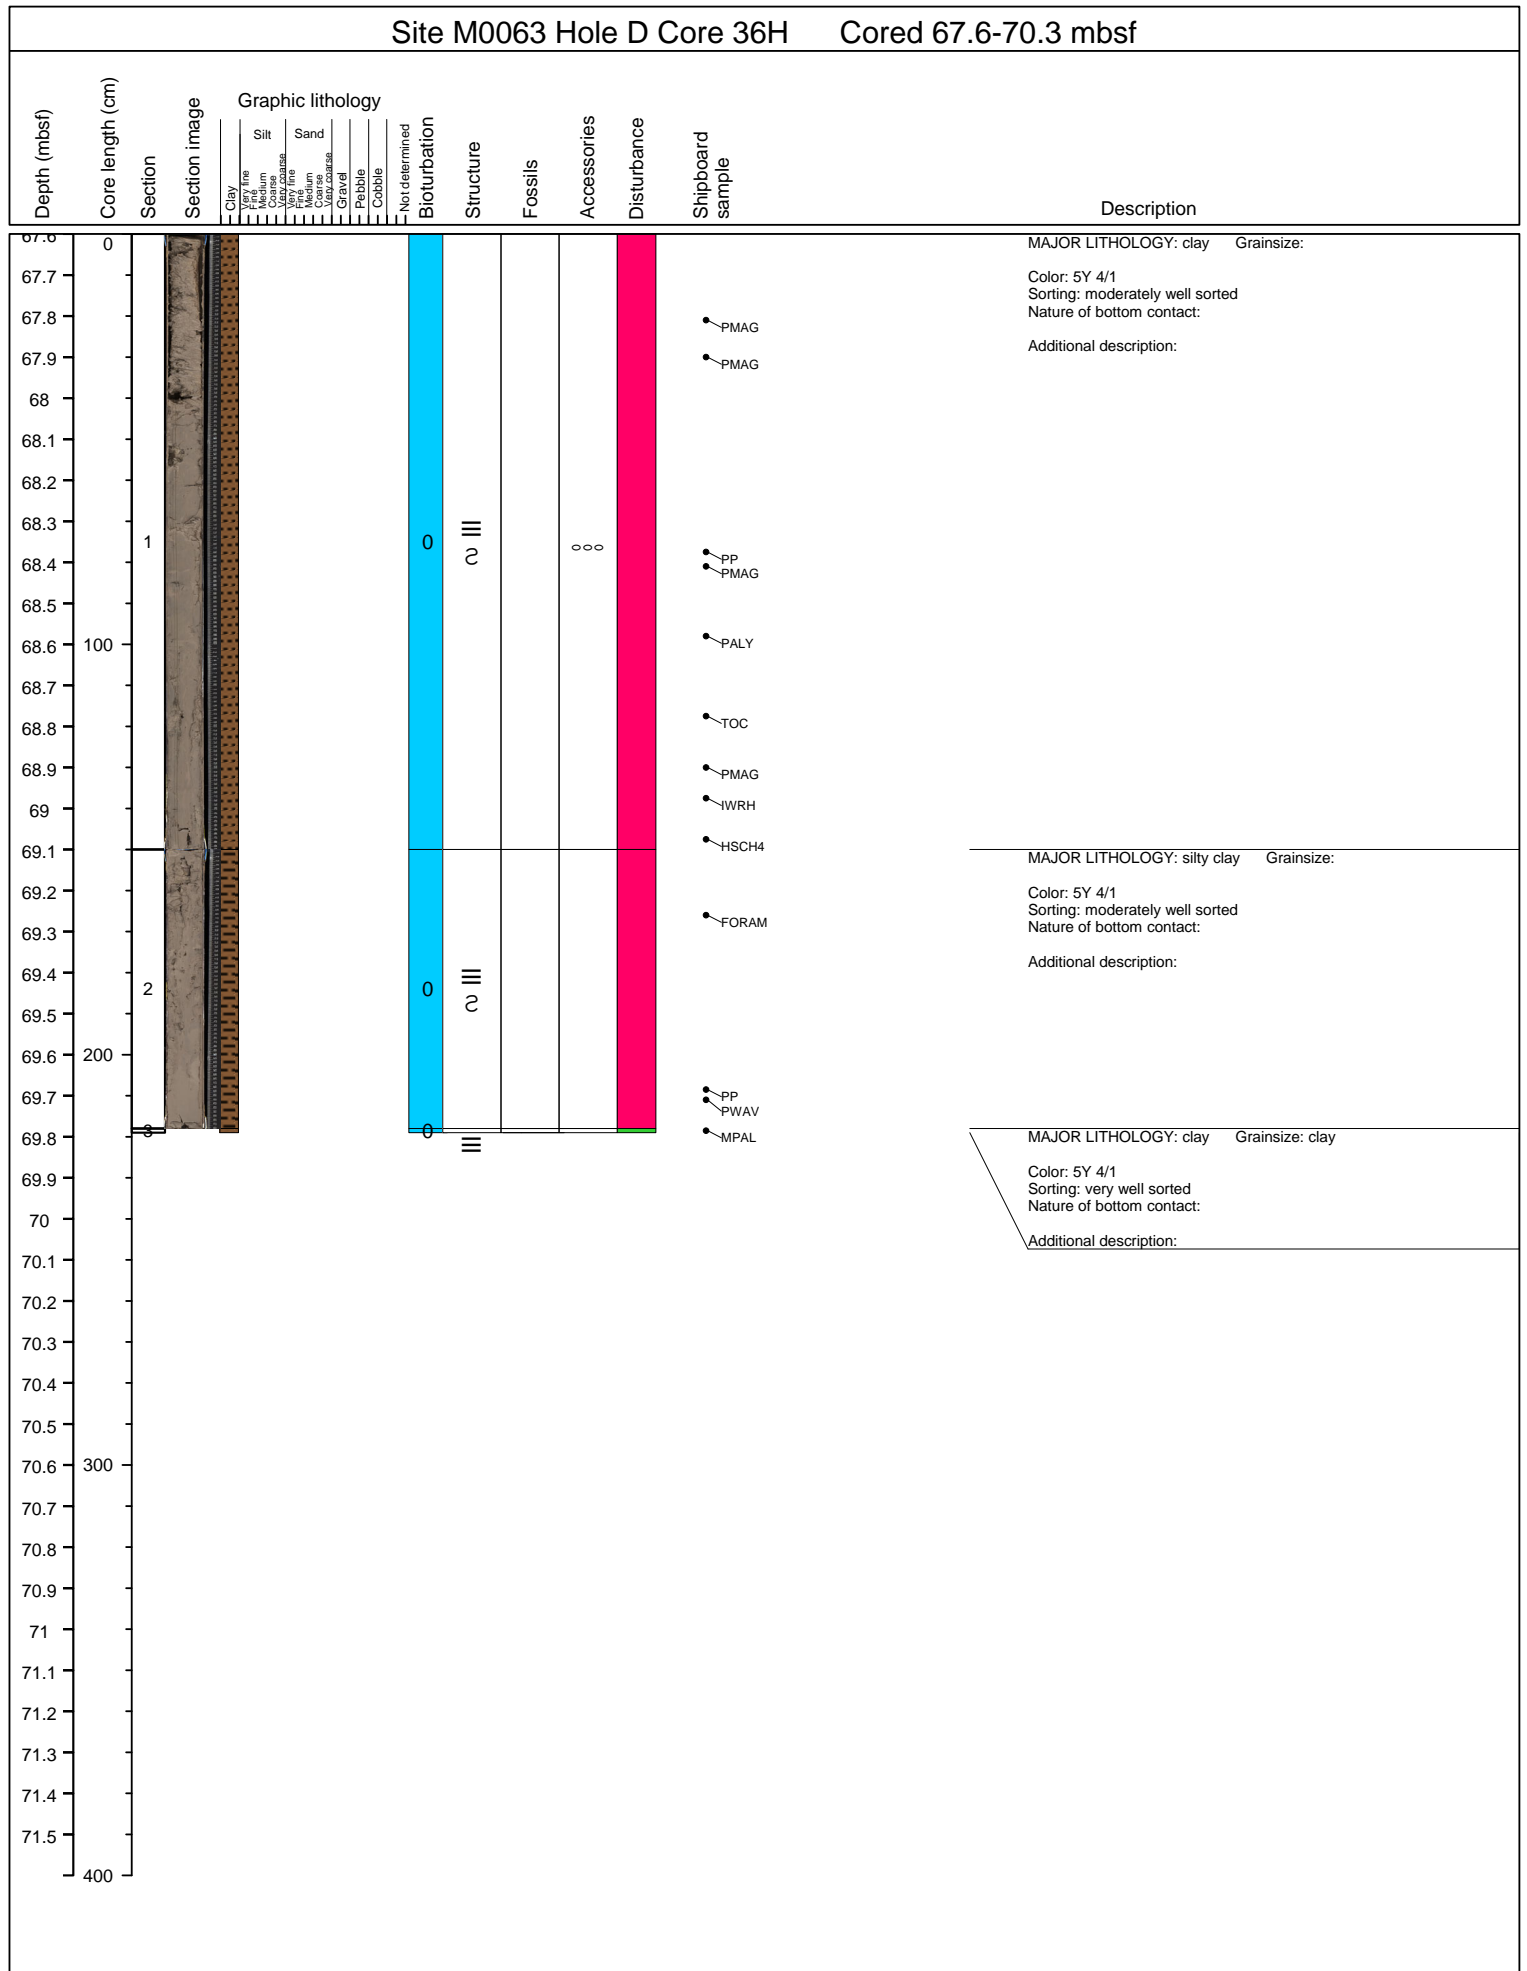 Site M0063 Hole D Core 36H Cored 67.6-70.3 mbsf
Depth (mbsf)
Core length (cm)
Section
Section image
Graphic lithology
Clay
Silt
Very fine
Fine
Medium
Coarse
Very coarse
Sand
Very fine
Fine
Medium
Coarse
Very coarse
Gravel
Pebble
Cobble
Not determined
Bioturbation
Structure
Fossils
Accessories
Disturbance
Shipboard
sample
Description
67.6
67.7
67.8
67.9
68
68.1
68.2
68.3
68.4
68.5
68.6
68.7
68.8
68.9
69
69.1
69.2
69.3
69.4
69.5
69.6
69.7
69.8
69.9
70
70.1
70.2
70.3
70.4
70.5
70.6
70.7
70.8
70.9
71
71.1
71.2
71.3
71.4
71.5
0
100
200
300
400
1
2
3
0
0
0
PMAG
PMAG
PP
PMAG
PALY
TOC
PMAG
IWRH
HSCH4
FORAM
PP
PWAV
MPAL
MAJOR LITHOLOGY: clay Grainsize:
Color: 5Y 4/1
Sorting: moderately well sorted
Nature of bottom contact:
Additional description:
MAJOR LITHOLOGY: silty clay Grainsize:
Color: 5Y 4/1
Sorting: moderately well sorted
Nature of bottom contact:
Additional description:
MAJOR LITHOLOGY: clay Grainsize: clay
Color: 5Y 4/1
Sorting: very well sorted
Nature of bottom contact:
Additional description: